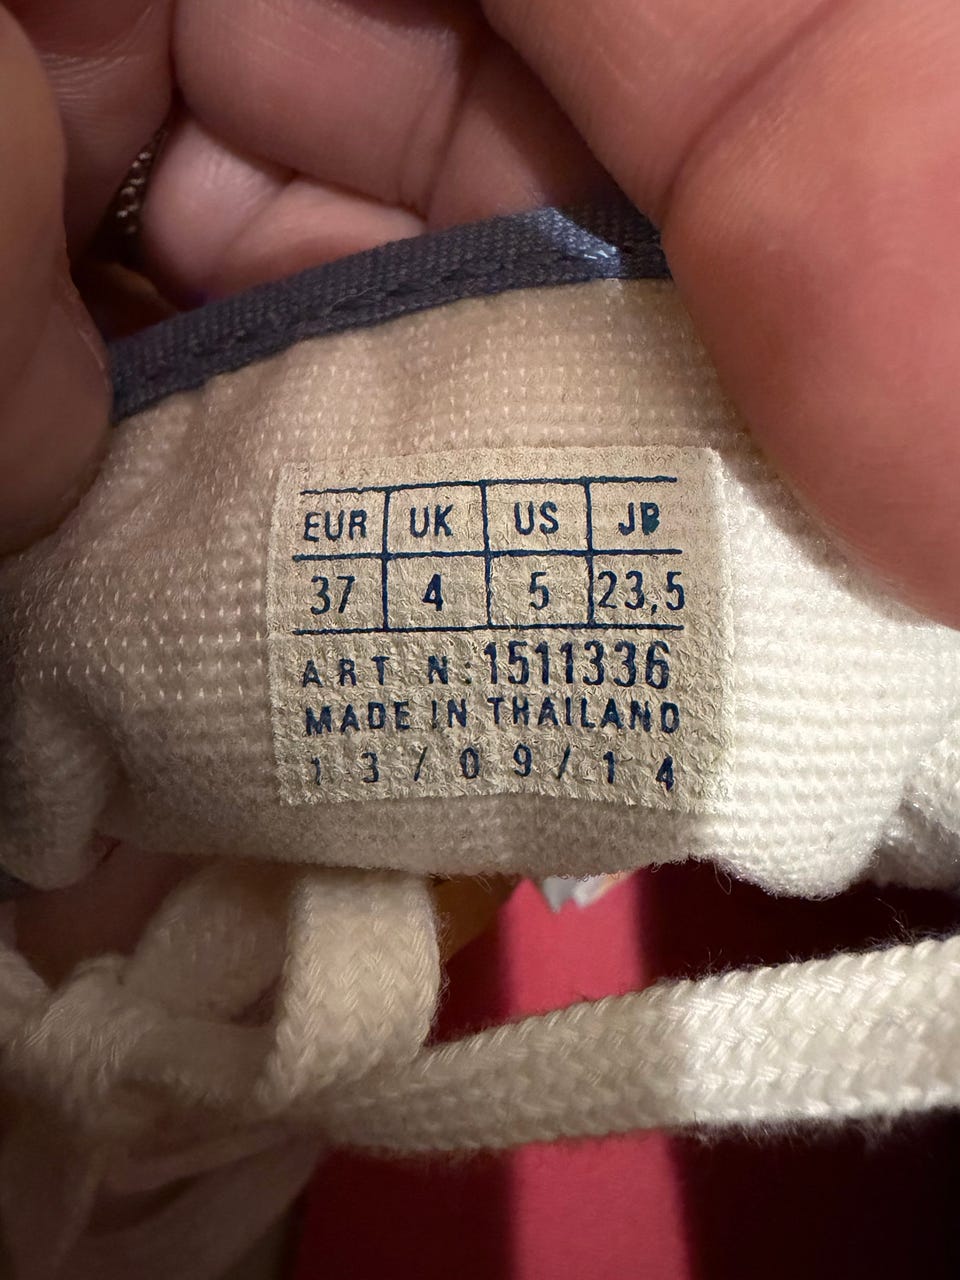 EUR UK US JP
37 4 5 23,5
ART N: 1511336
MADE IN THAILAND
13/09/14